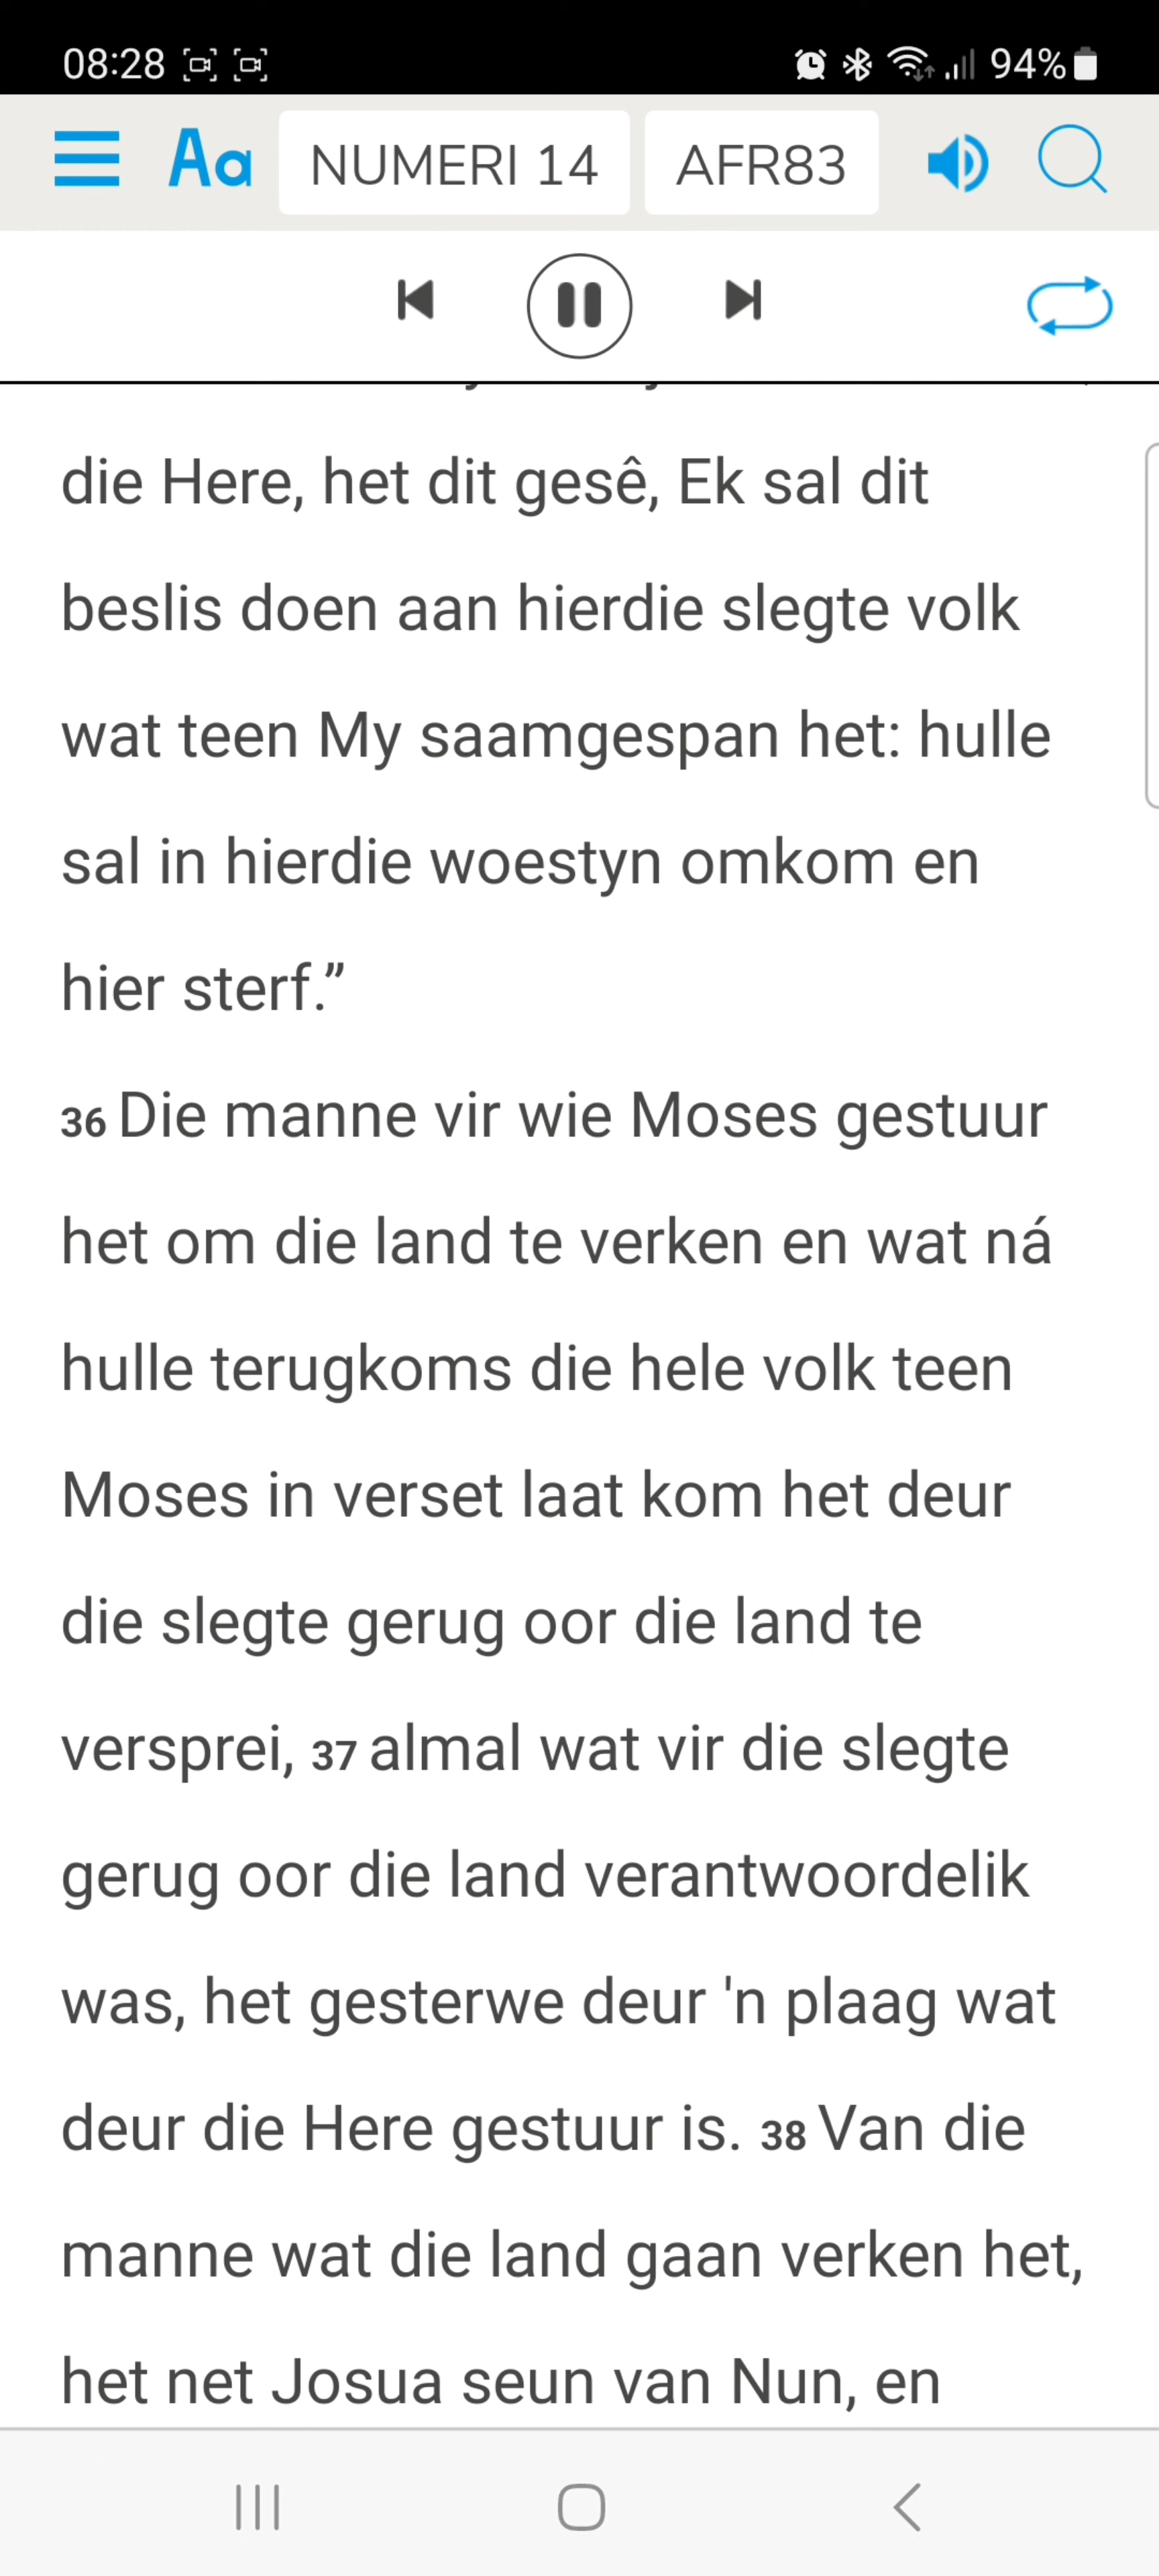 08:28 94%
Aa NUMERI 14 AFR83
die Here, het dit gesê, Ek sal dit
beslis doen aan hierdie slegte volk
wat teen My saamgespan het: hulle
sal in hierdie woestyn omkom en
hier sterf.”
36 Die manne vir wie Moses gestuur
het om die land te verken en wat ná
hulle terugkoms die hele volk teen
Moses in verset laat kom het deur
die slegte gerug oor die land te
versprei, 37 almal wat vir die slegte
gerug oor die land verantwoordelik
was, het gesterwe deur 'n plaag wat
deur die Here gestuur is. 38 Van die
manne wat die land gaan verken het,
het net Josua seun van Nun, en